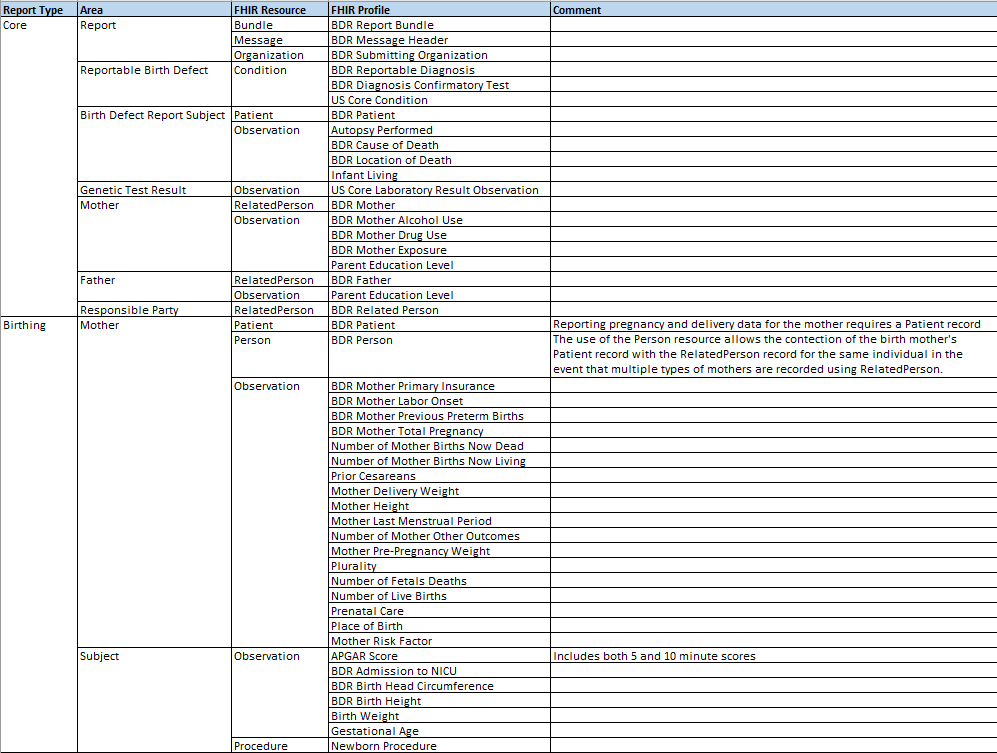 Report Type Area FHIR Resource FHIR Profile Comment
Core Report Bundle BDR Report Bundle
Message BDR Message Header
Organization BDR Submitting Organization
Reportable Birth Defect Condition BDR Reportable Diagnosis
BDR Diagnosis Confirmatory Test
US Core Condition
Birth Defect Report Subject Patient BDR Patient
Observation Autopsy Performed
BDR Cause of Death
BDR Location of Death
Infant Living
Genetic Test Result Observation US Core Laboratory Result Observation
Mother RelatedPerson BDR Mother
Observation BDR Mother Alcohol Use
BDR Mother Drug Use
BDR Mother Exposure
Parent Education Level
Father RelatedPerson BDR Father
Observation Parent Education Level
Responsible Party RelatedPerson BDR Related Person
Birthing Mother Patient BDR Patient Reporting pregnancy and delivery data for the mother requires a Patient record
Person BDR Person The use of the Person resource allows the contection of the birth mother's
Patient record with the RelatedPerson record for the same individual in the
event that multiple types of mothers are recorded using RelatedPerson.
Observation BDR Mother Primary Insurance
BDR Mother Labor Onset
BDR Mother Previous Preterm Births
BDR Mother Total Pregnancy
Number of Mother Births Now Dead
Number of Mother Births Now Living
Prior Cesareans
Mother Delivery Weight
Mother Height
Mother Last Menstrual Period
Number of Mother Other Outcomes
Mother Pre-Pregnancy Weight
Plurality
Number of Fetals Deaths
Number of Live Births
Prenatal Care
Place of Birth
Mother Risk Factor
Subject Observation APGAR Score Includes both 5 and 10 minute scores
BDR Admission to NICU
BDR Birth Head Circumference
BDR Birth Height
Birth Weight
Gestational Age
Procedure Newborn Procedure